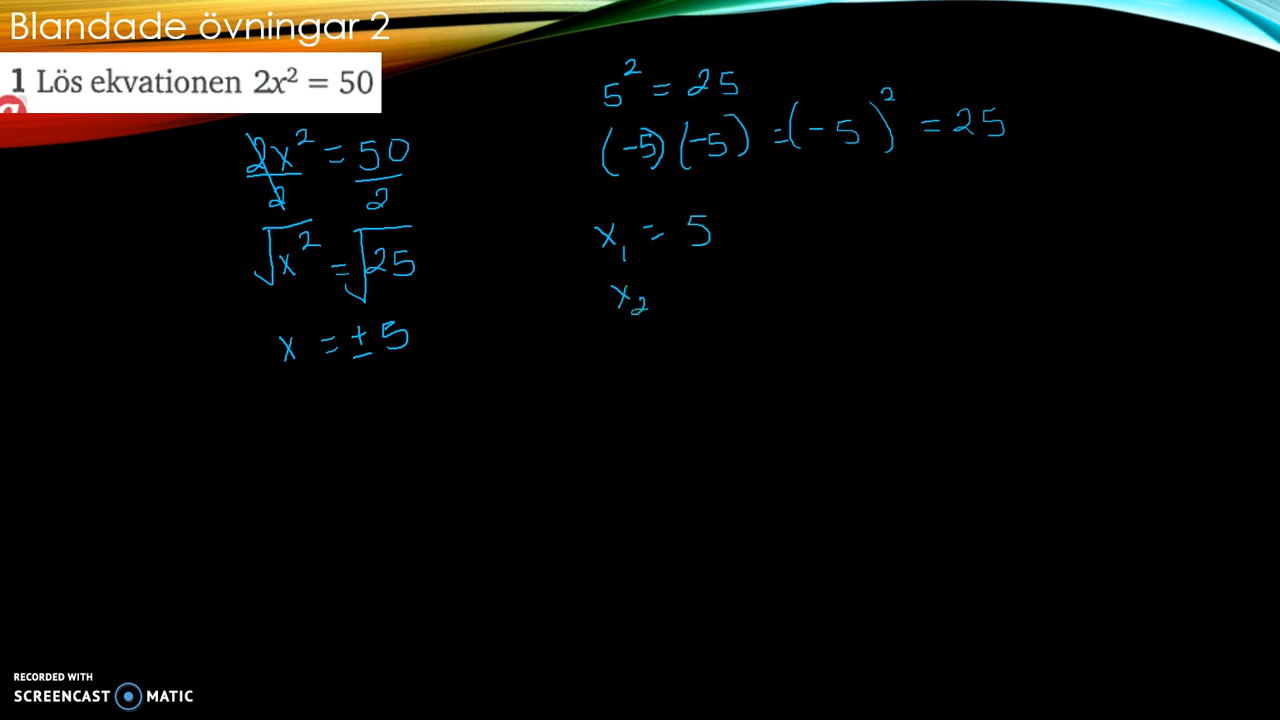 Blandade övningar 2
1 Lös ekvationen 2x² = 50
2x² / 2 = 50 / 2
√x² = √25
x = ±5
5² = 25
(-5)(-5) = (-5)² = 25
x₁ = 5
x₂
RECORDED WITH
SCREENCAST MATIC